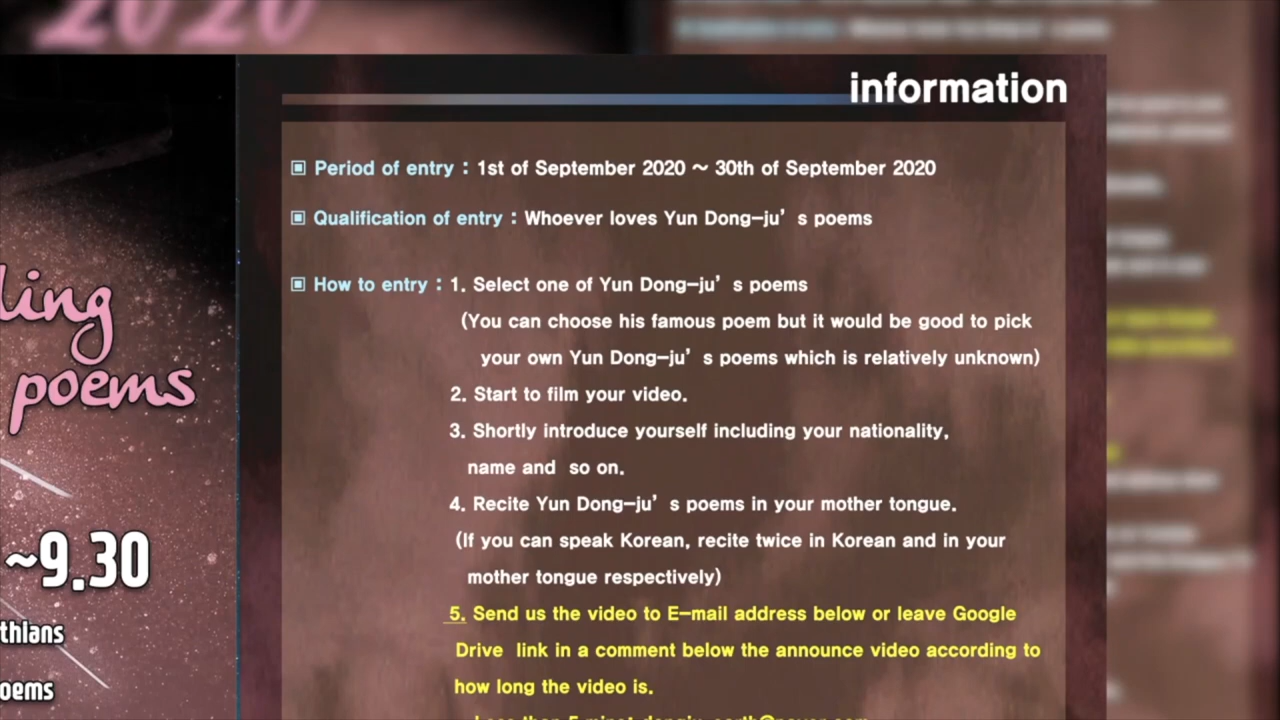 2020
information
▣ Period of entry : 1st of September 2020 ~ 30th of September 2020
▣ Qualification of entry : Whoever loves Yun Dong-ju's poems
▣ How to entry : 1. Select one of Yun Dong-ju's poems
(You can choose his famous poem but it would be good to pick
your own Yun Dong-ju's poems which is relatively unknown)
2. Start to film your video.
3. Shortly introduce yourself including your nationality,
name and so on.
4. Recite Yun Dong-ju's poems in your mother tongue.
(If you can speak Korean, recite twice in Korean and in your
mother tongue respectively)
5. Send us the video to E-mail address below or leave Google
Drive link in a comment below the announce video according to
how long the video is.
ling
poems
~9.30
thians
oems